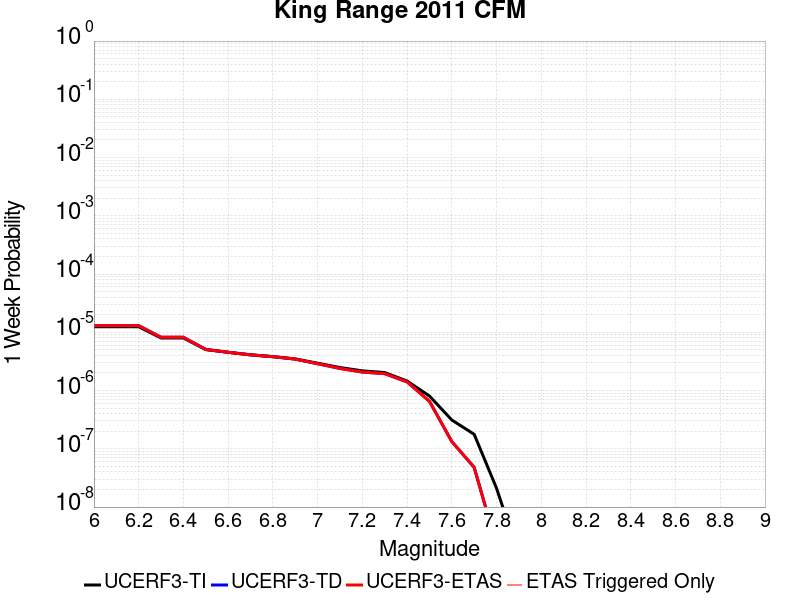 King Range 2011 CFM
10^0
10^-1
10^-2
10^-3
10^-4
10^-5
10^-6
10^-7
10^-8
1 Week Probability
6 6.2 6.4 6.6 6.8 7 7.2 7.4 7.6 7.8 8 8.2 8.4 8.6 8.8 9
Magnitude
UCERF3-TI UCERF3-TD UCERF3-ETAS ETAS Triggered Only